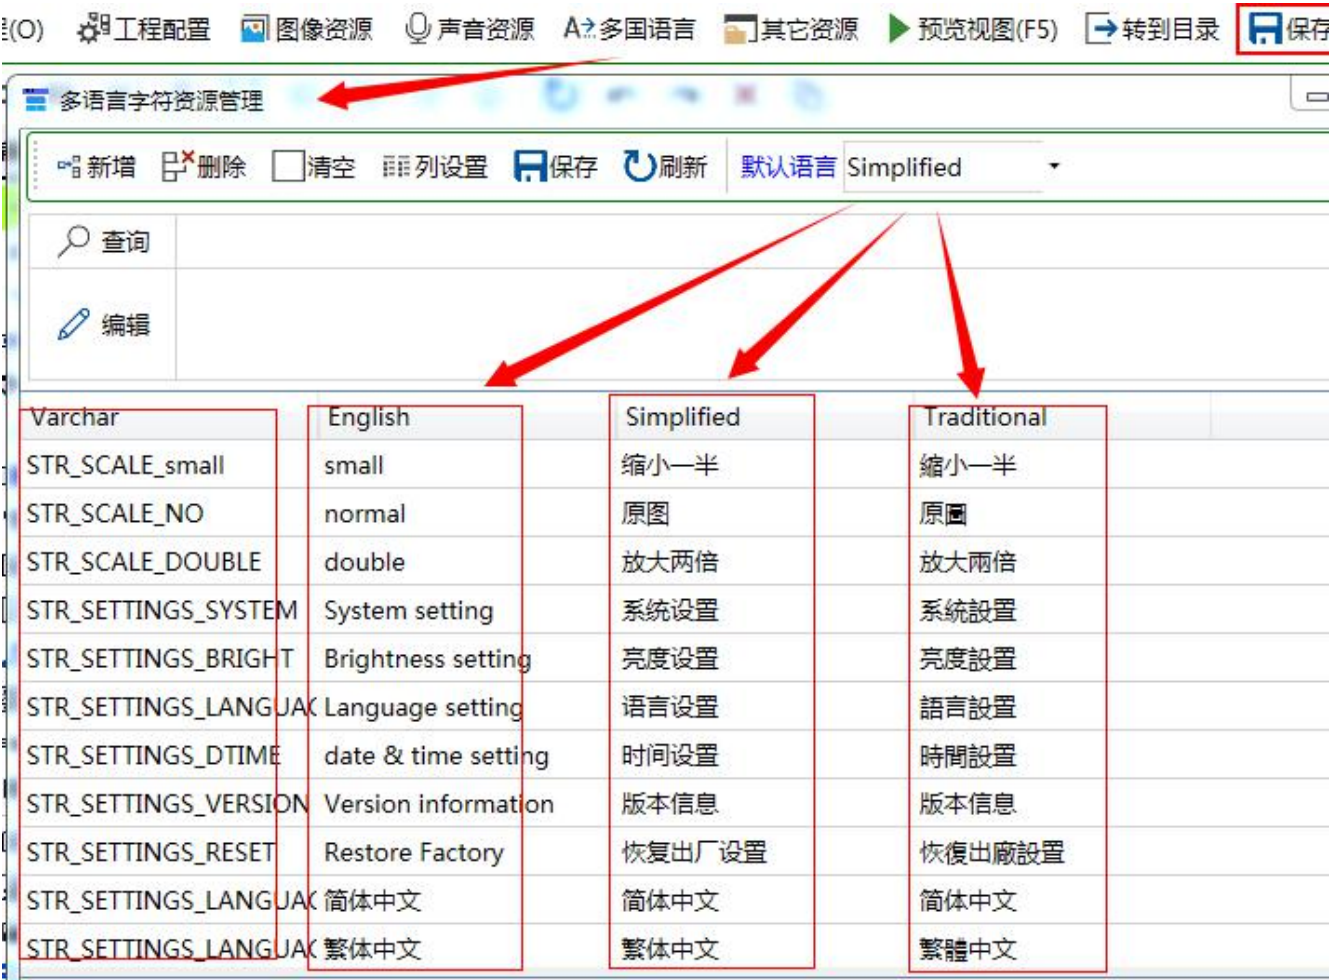 (O) 工程配置 图像资源 声音资源 A 多国语言 其它资源 预览视图(F5) 转到目录 保存
多语言字符资源管理
新增 删除 清空 列设置 保存 刷新 默认语言 Simplified
查询
编辑
Varchar English Simplified Traditional
STR_SCALE_small small 缩小一半 縮小一半
STR_SCALE_NO normal 原图 原圖
STR_SCALE_DOUBLE double 放大两倍 放大兩倍
STR_SETTINGS_SYSTEM System setting 系统设置 系統設置
STR_SETTINGS_BRIGHT Brightness setting 亮度设置 亮度設置
STR_SETTINGS_LANGUA Language setting 语言设置 語言設置
STR_SETTINGS_DTIME date & time setting 时间设置 時間設置
STR_SETTINGS_VERSION Version information 版本信息 版本信息
STR_SETTINGS_RESET Restore Factory 恢复出厂设置 恢復出廠設置
STR_SETTINGS_LANGUA 简体中文 简体中文 简体中文
STR_SETTINGS_LANGUA 繁体中文 繁体中文 繁體中文